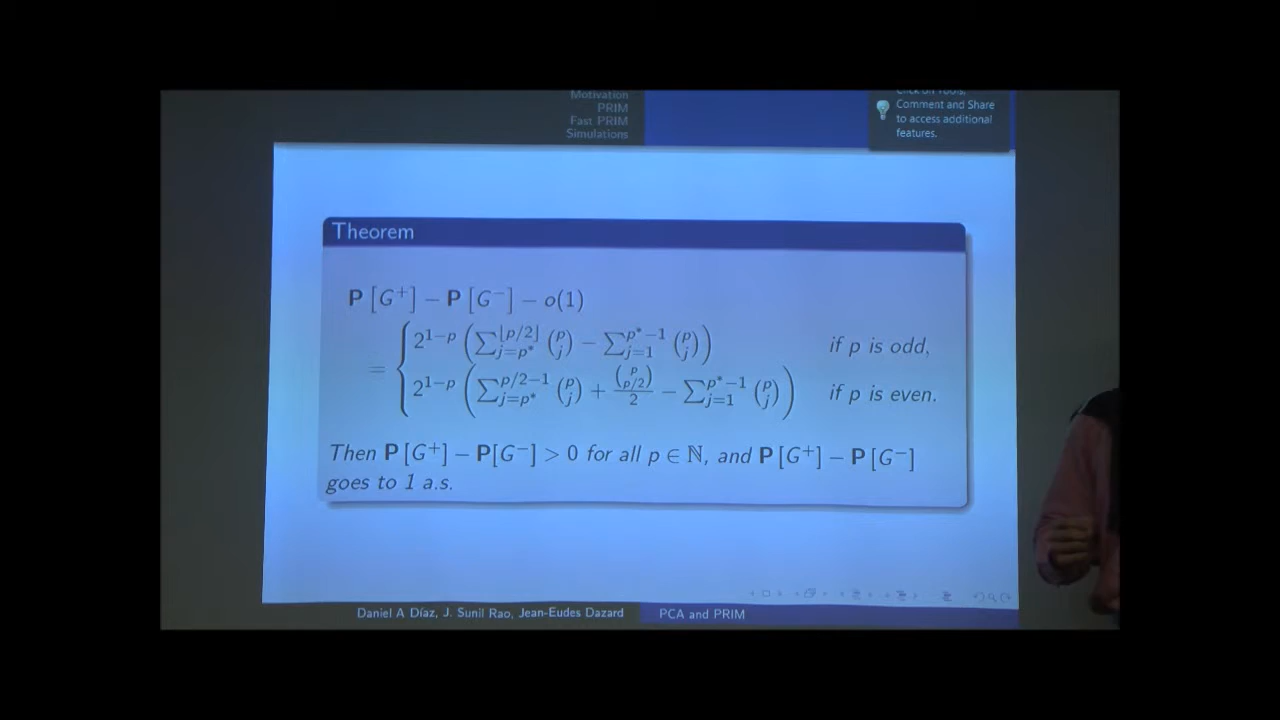 Motivation
PRIM
Fast PRIM
Simulations
Click on Tools,
Comment and Share
to access additional
features.
Theorem
P [G⁺] − P [G⁻] − o(1)
= { 2^{1−p} ( ∑_{j=p*}^{⌊p/2⌋} (p j) − ∑_{j=1}^{p*−1} (p j) ) if p is odd,
2^{1−p} ( ∑_{j=p*}^{p/2−1} (p j) + (p p/2)/2 − ∑_{j=1}^{p*−1} (p j) ) if p is even.
Then P [G⁺] − P[G⁻] > 0 for all p ∈ ℕ, and P [G⁺] − P [G⁻]
goes to 1 a.s.
Daniel A Díaz, J. Sunil Rao, Jean-Eudes Dazard PCA and PRIM